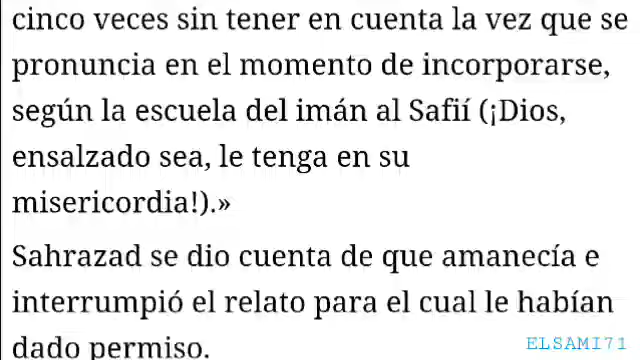 cinco veces sin tener en cuenta la vez que se
pronuncia en el momento de incorporarse,
según la escuela del imán al Safií (¡Dios,
ensalzado sea, le tenga en su
misericordia!).»
Sahrazad se dio cuenta de que amanecía e
interrumpió el relato para el cual le habían
dado permiso.
ELSAMI71